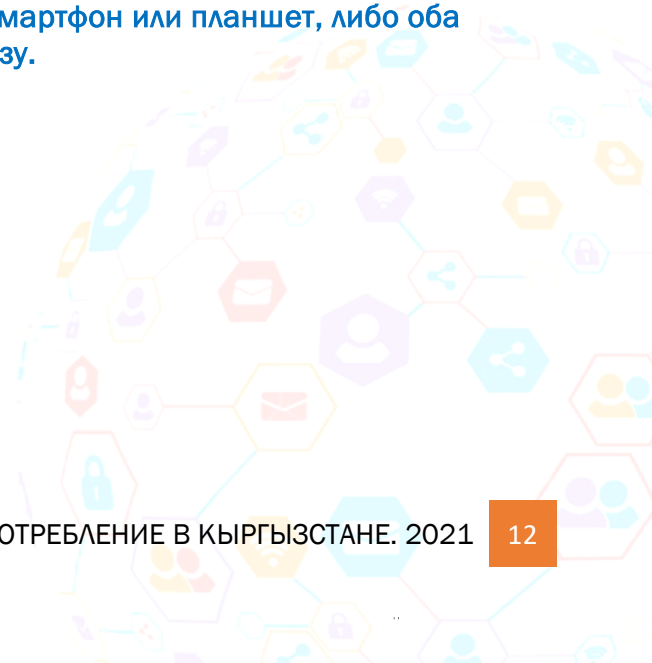 мартфон или планшет, либо оба
зу.
ОТРЕБЛЕНИЕ В КЫРГЫЗСТАНЕ. 2021 12